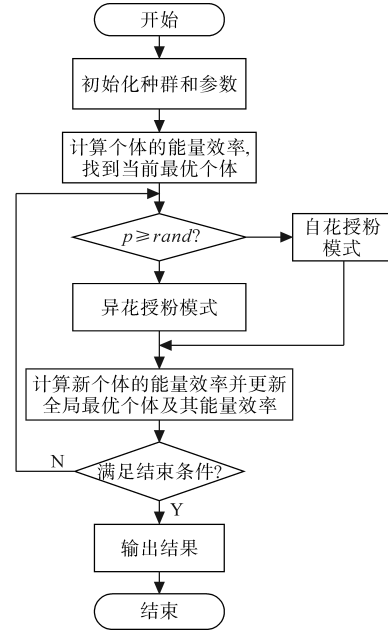 开始
初始化种群和参数
计算个体的能量效率,
找到当前最优个体
p≥rand?
自花授粉
模式
异花授粉模式
计算新个体的能量效率并更新
全局最优个体及其能量效率
满足结束条件?
N
Y
输出结果
结束